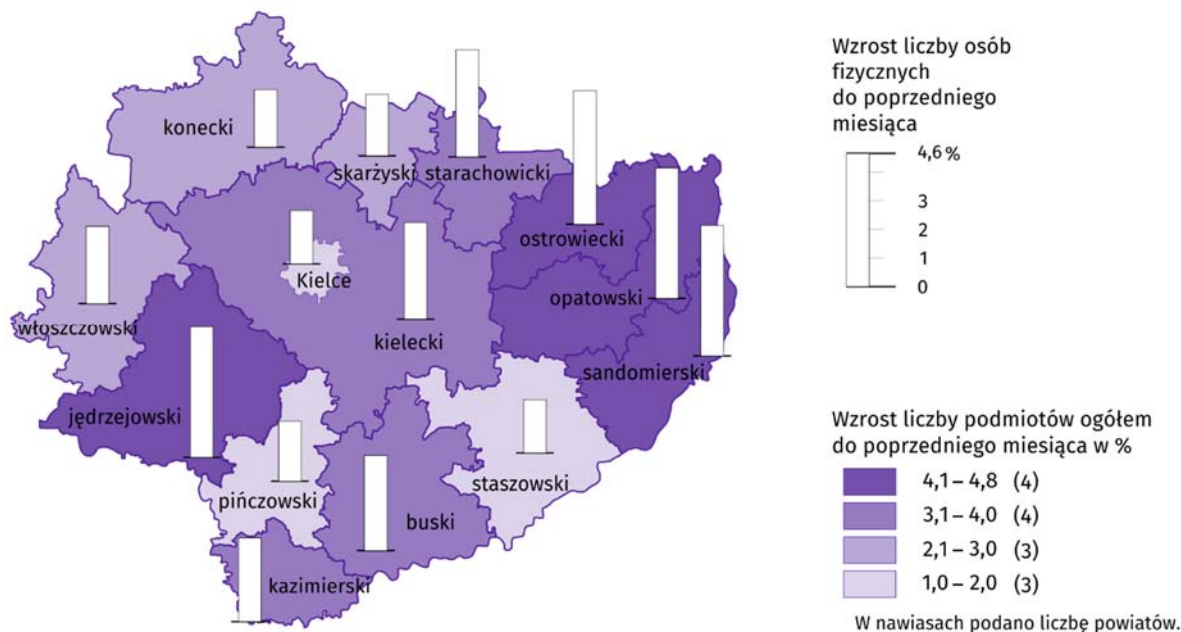 konecki
skarżyski
starachowicki
ostrowiecki
Kielce
opatowski
włoszczowski
kielecki
sandomierski
jędrzejowski
pińczowski
staszowski
buski
kazimierski
Wzrost liczby osób
fizycznych
do poprzedniego
miesiąca
4,6 %
3
2
1
0
Wzrost liczby podmiotów ogółem
do poprzedniego miesiąca w %
4,1 – 4,8 (4)
3,1 – 4,0 (4)
2,1 – 3,0 (3)
1,0 – 2,0 (3)
W nawiasach podano liczbę powiatów.